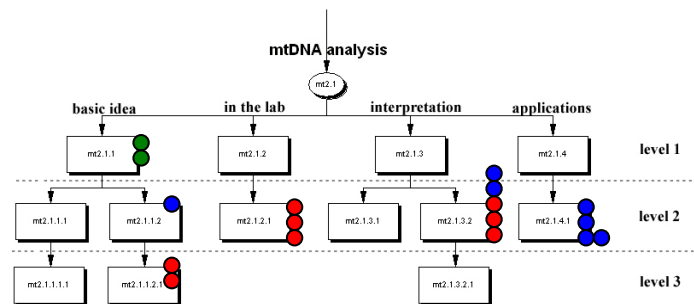 mtDNA analysis
mt2.1
basic idea in the lab interpretation applications
mt2.1.1 mt2.1.2 mt2.1.3 mt2.1.4 level 1
mt2.1.1.1 mt2.1.1.2 mt2.1.2.1 mt2.1.3.1 mt2.1.3.2 mt2.1.4.1 level 2
mt2.1.1.1.1 mt2.1.1.2.1 mt2.1.3.2.1 level 3